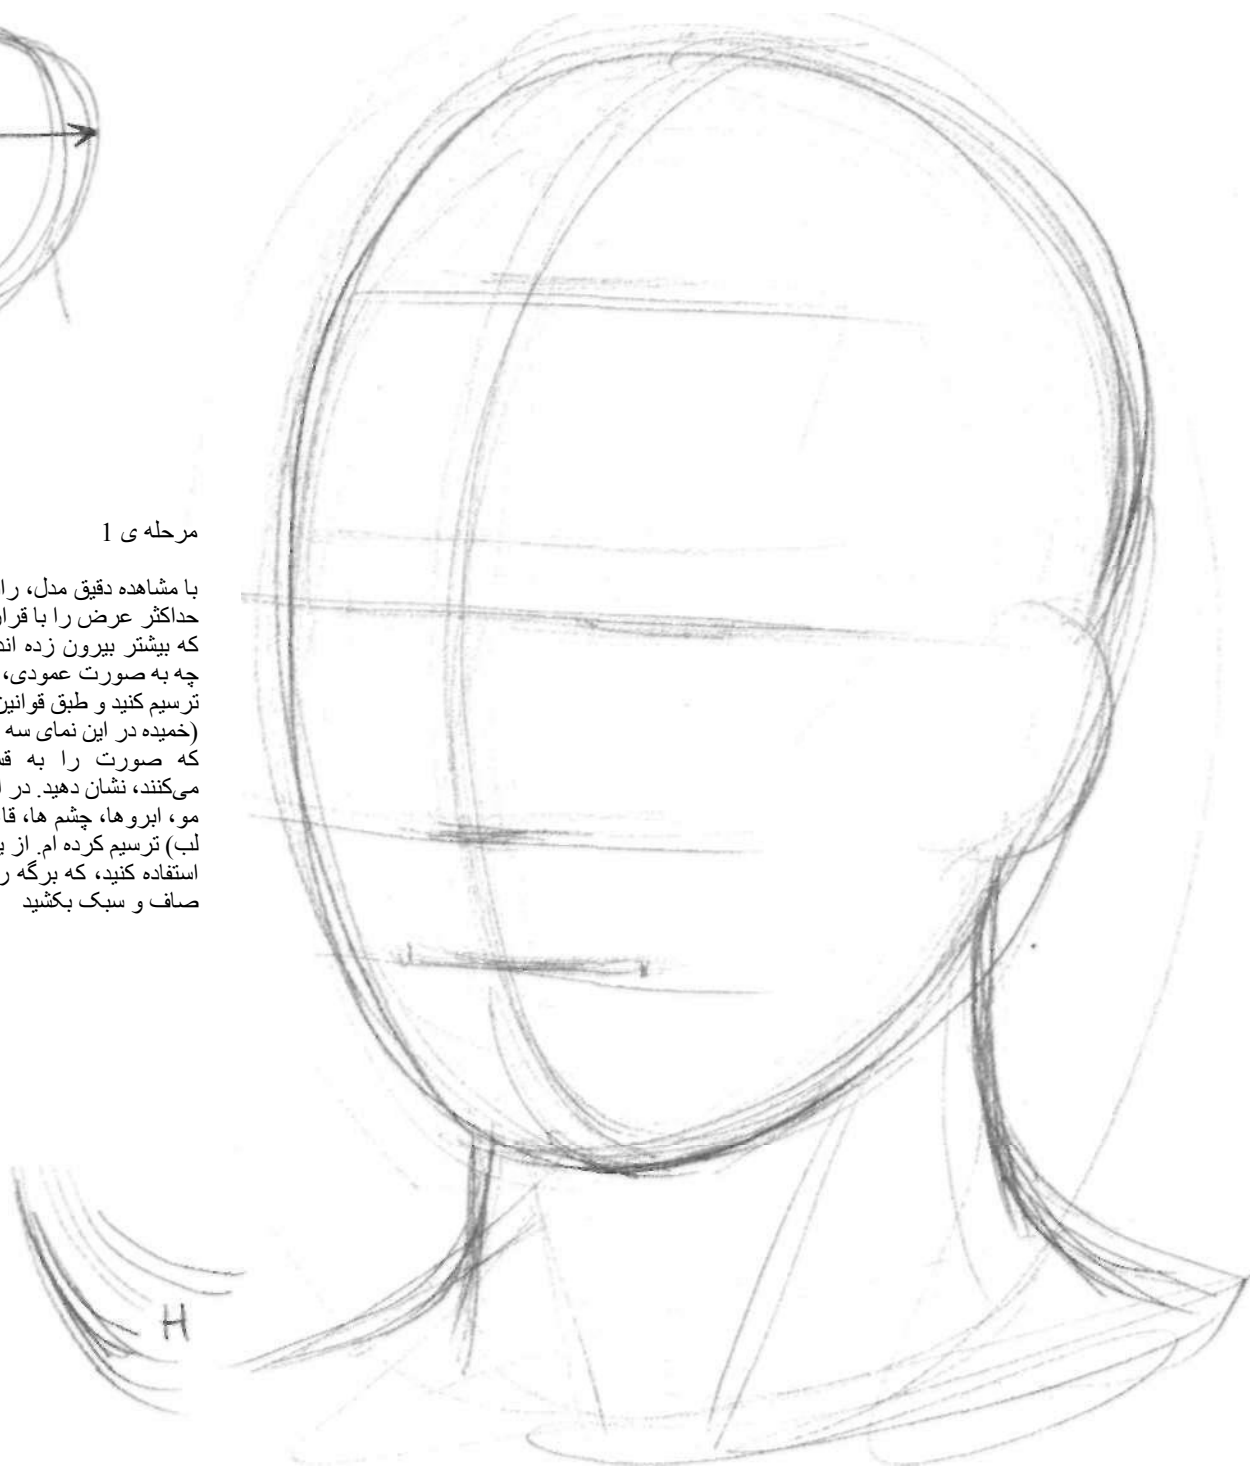 مرحله ی 1
با مشاهده دقیق مدل، را
حداکثر عرض را با قرا
که بیشتر بیرون زده اند
چه به صورت عمودی،
ترسیم کنید و طبق قوانین
(خمیده در این نمای سه
که صورت را به
می‌کنند، نشان دهید. در
مو، ابروها، چشم ها،
لب) ترسیم کرده ام. از
استفاده کنید، که برگه
صاف و سبک بکشید
H